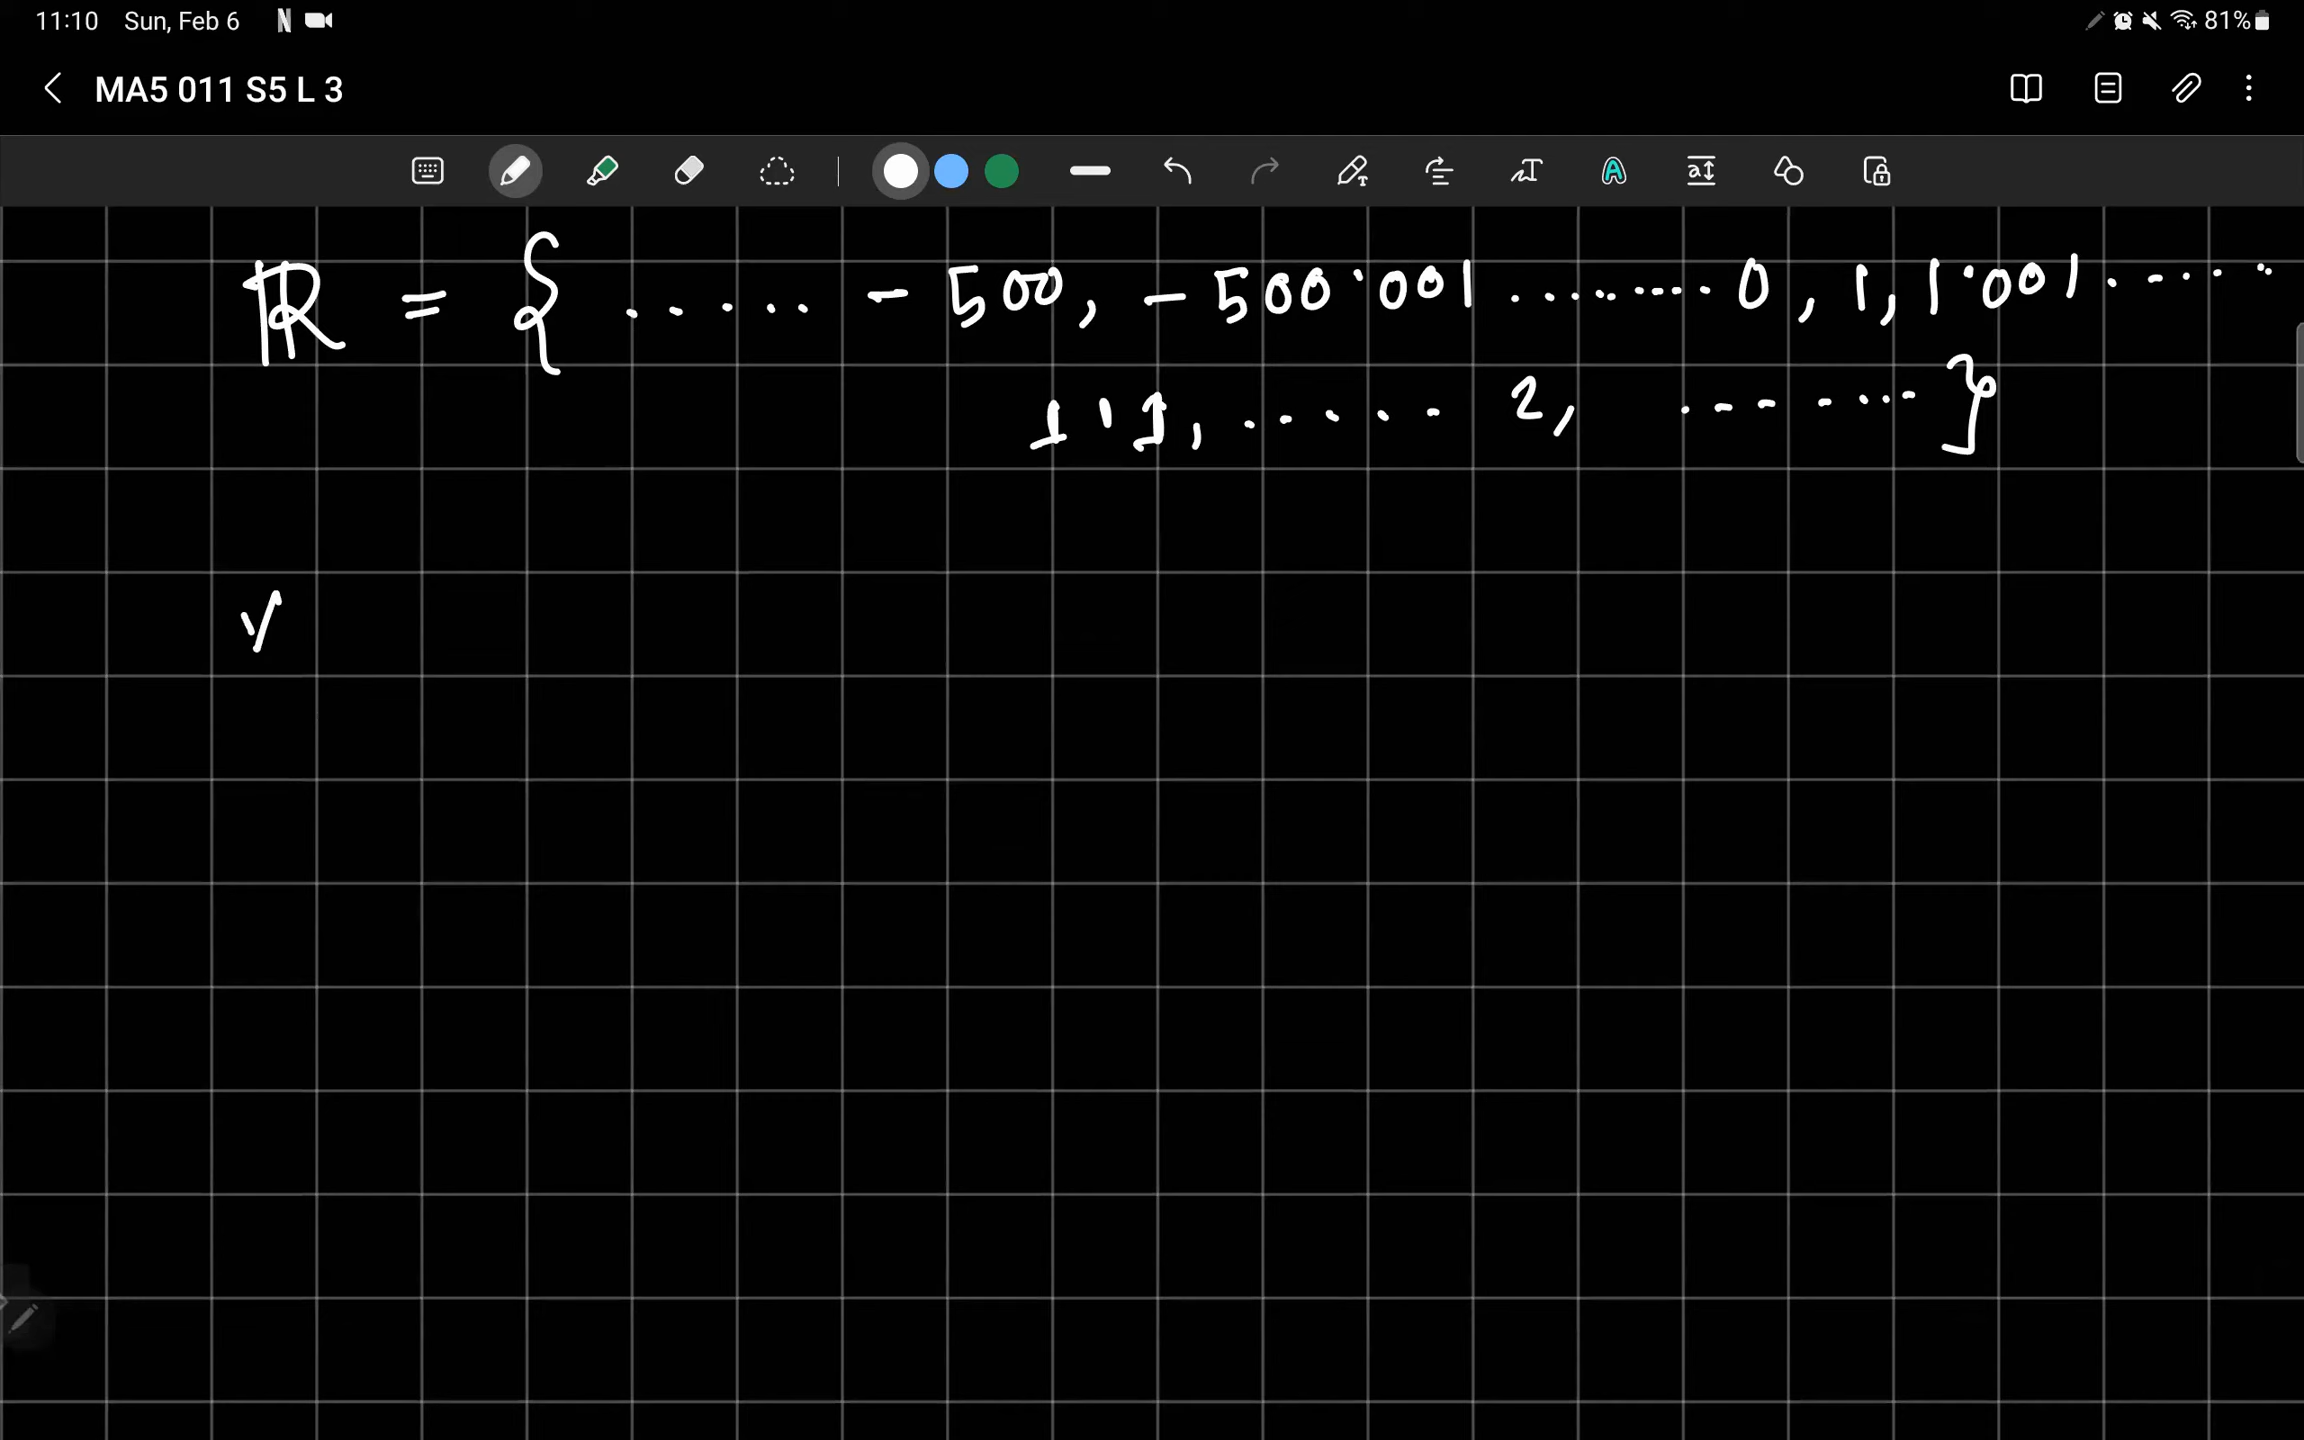 11:10 Sun, Feb 6 81%
MA5 011 S5 L 3
ℝ = { ..... - 500, - 500·001 ......... 0, 1, 1·001 ......
1·1, ..... 2, ....... }
√